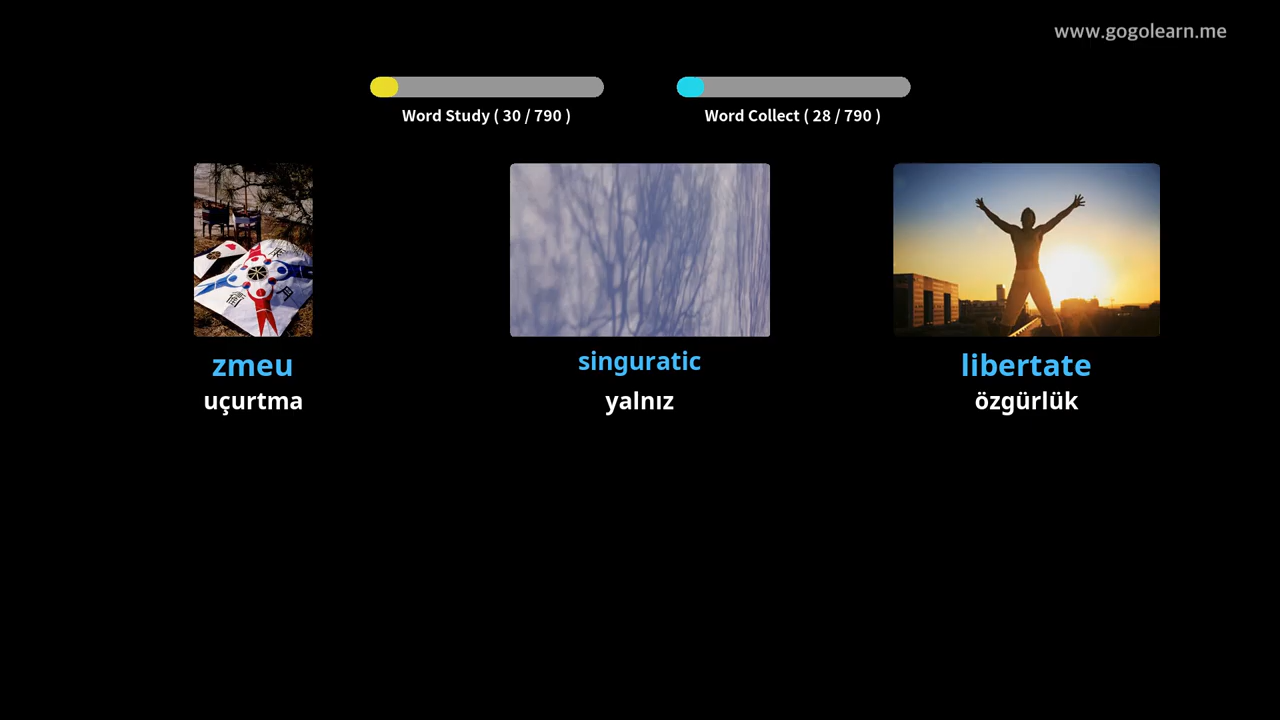 www.gogolearn.me
Word Study ( 30 / 790 )
Word Collect ( 28 / 790 )
zmeu
uçurtma
singuratic
yalnız
libertate
özgürlük